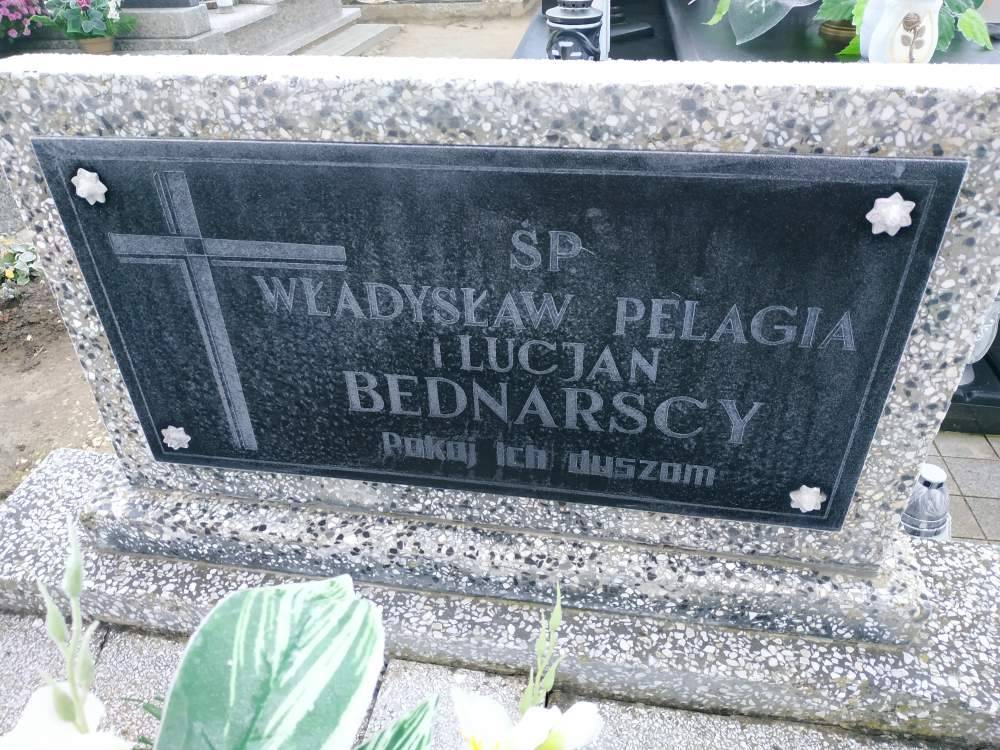 ŚP
WŁADYSŁAW PELAGIA
i LUCJAN
BEDNARSCY
Pokój ich duszom